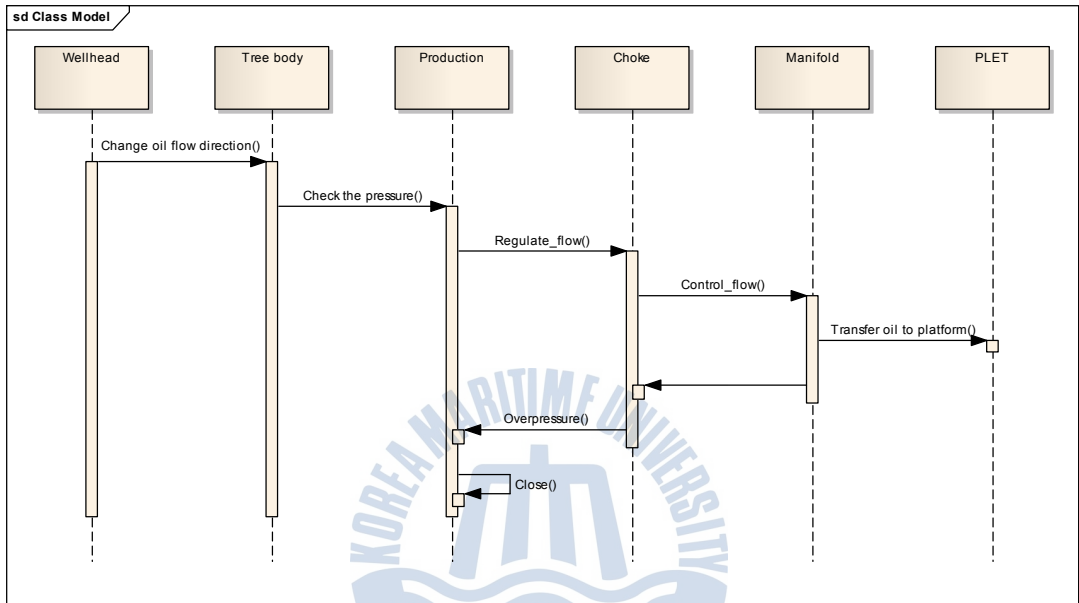 sd Class Model
Wellhead
Tree body
Production
Choke
Manifold
PLET
Change oil flow direction()
Check the pressure()
Regulate_flow()
Control_flow()
Transfer oil to platform()
Overpressure()
Close()
KOREA MARITIME UNIVERSITY